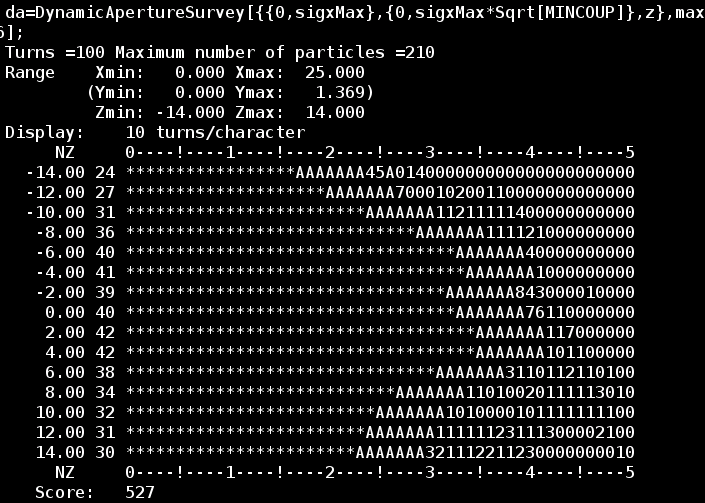 da=DynamicApertureSurvey[{{0,sigxMax},{0,sigxMax*Sqrt[MINCOUP]},z},max
6];
Turns =100 Maximum number of particles =210
Range    Xmin:   0.000 Xmax:  25.000
        (Ymin:   0.000 Ymax:   1.369)
         Zmin: -14.000 Zmax:  14.000
Display:    10 turns/character
     NZ     0----!----1----!----2----!----3----!----4----!----5
  -14.00 24 *****************AAAAAAA45A014000000000000000000000
  -12.00 27 ********************AAAAAAA700010200110000000000000
  -10.00 31 ************************AAAAAAA11211111400000000000
   -8.00 36 *****************************AAAAAAA111121000000000
   -6.00 40 *********************************AAAAAAA40000000000
   -4.00 41 **********************************AAAAAAA1000000000
   -2.00 39 ********************************AAAAAAA843000010000
    0.00 40 *********************************AAAAAAA76110000000
    2.00 42 ***********************************AAAAAAA117000000
    4.00 42 ***********************************AAAAAAA101100000
    6.00 38 *******************************AAAAAAA3110112110100
    8.00 34 ***************************AAAAAAA11010020111113010
   10.00 32 *************************AAAAAAA1010000101111111100
   12.00 31 ************************AAAAAAA11111123111300002100
   14.00 30 ***********************AAAAAAA321112211230000000010
     NZ     0----!----1----!----2----!----3----!----4----!----5
   Score:   527